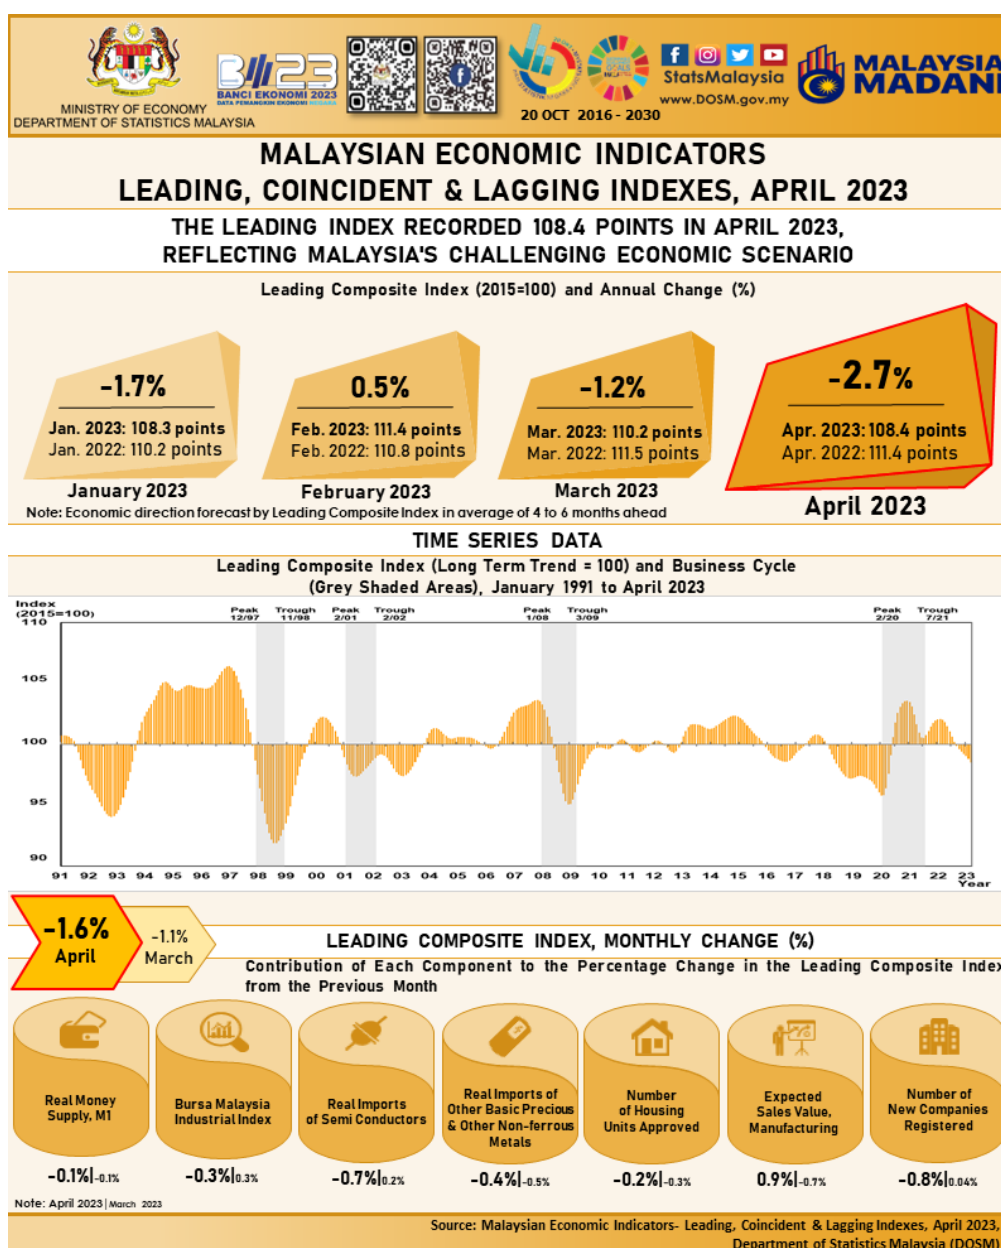 MINISTRY OF ECONOMY
DEPARTMENT OF STATISTICS MALAYSIA
BANCI EKONOMI 2023
DATA PEMANGKIN EKONOMI NEGARA
20 OCT 2016 - 2030
StatsMalaysia
www.DOSM.gov.my
MALAYSIA
MADANI
MALAYSIAN ECONOMIC INDICATORS
LEADING, COINCIDENT & LAGGING INDEXES, APRIL 2023
THE LEADING INDEX RECORDED 108.4 POINTS IN APRIL 2023,
REFLECTING MALAYSIA'S CHALLENGING ECONOMIC SCENARIO
Leading Composite Index (2015=100) and Annual Change (%)
-1.7%
Jan. 2023: 108.3 points
Jan. 2022: 110.2 points
January 2023
0.5%
Feb. 2023: 111.4 points
Feb. 2022: 110.8 points
February 2023
-1.2%
Mar. 2023: 110.2 points
Mar. 2022: 111.5 points
March 2023
-2.7%
Apr. 2023: 108.4 points
Apr. 2022: 111.4 points
April 2023
Note: Economic direction forecast by Leading Composite Index in average of 4 to 6 months ahead
TIME SERIES DATA
Leading Composite Index (Long Term Trend = 100) and Business Cycle
(Grey Shaded Areas), January 1991 to April 2023
Index
(2015=100)
Peak Trough Peak Trough Peak Trough Peak Trough
12/97 11/98 2/01 2/02 1/08 3/09 2/20 7/21
110
105
100
95
90
91 92 93 94 95 96 97 98 99 00 01 02 03 04 05 06 07 08 09 10 11 12 13 14 15 16 17 18 19 20 21 22 23
Year
-1.6%
April
-1.1%
March
LEADING COMPOSITE INDEX, MONTHLY CHANGE (%)
Contribution of Each Component to the Percentage Change in the Leading Composite Index
from the Previous Month
Real Money
Supply, M1
-0.1%|-0.1%
Bursa Malaysia
Industrial Index
-0.3%|0.3%
Real Imports
of Semi Conductors
-0.7%|0.2%
Real Imports of
Other Basic Precious
& Other Non-ferrous
Metals
-0.4%|-0.5%
Number
of Housing
Units Approved
-0.2%|-0.3%
Expected
Sales Value,
Manufacturing
0.9%|-0.7%
Number of
New Companies
Registered
-0.8%|0.04%
Note: April 2023 | March 2023
Source: Malaysian Economic Indicators- Leading, Coincident & Lagging Indexes, April 2023,
Department of Statistics Malaysia (DOSM)